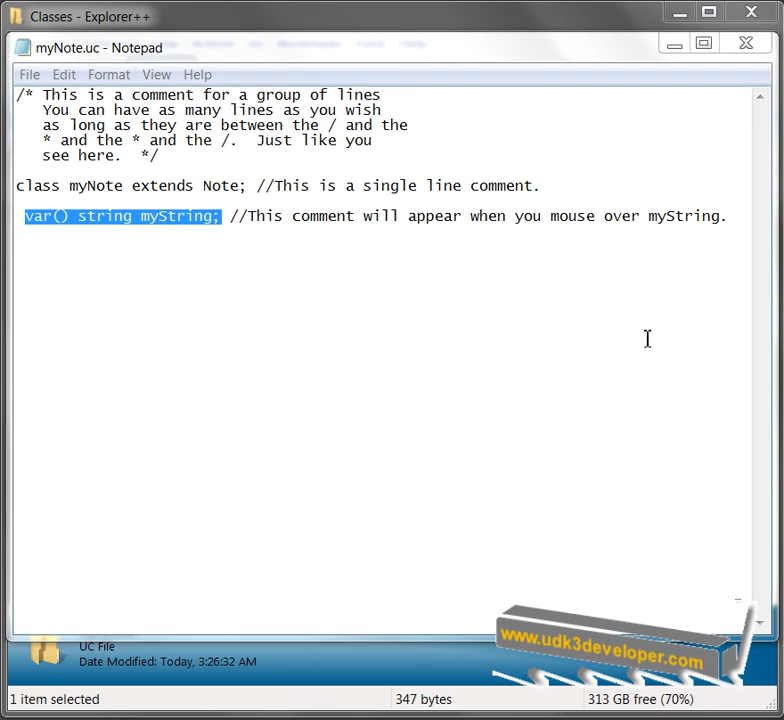 Classes - Explorer++
myNote.uc - Notepad
File Edit Format View Help
/* This is a comment for a group of lines
You can have as many lines as you wish
as long as they are between the / and the
* and the * and the /. Just like you
see here. */
class myNote extends Note; //This is a single line comment.
var() string myString; //This comment will appear when you mouse over myString.
www.udk3developer.com
UC File
Date Modified: Today, 3:26:32 AM
1 item selected 347 bytes 313 GB free (70%)